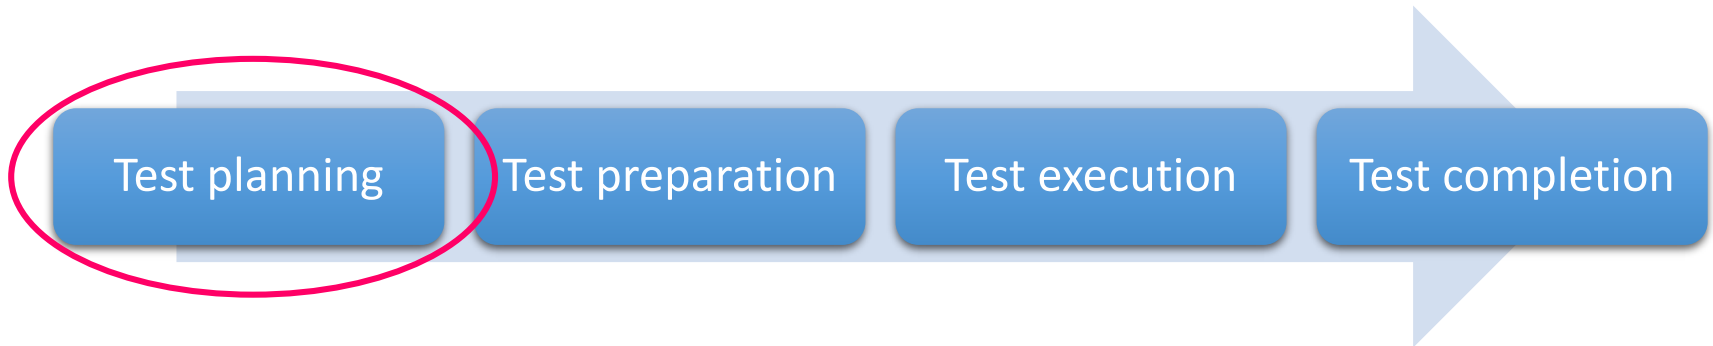 Test planning
Test preparation
Test execution
Test completion